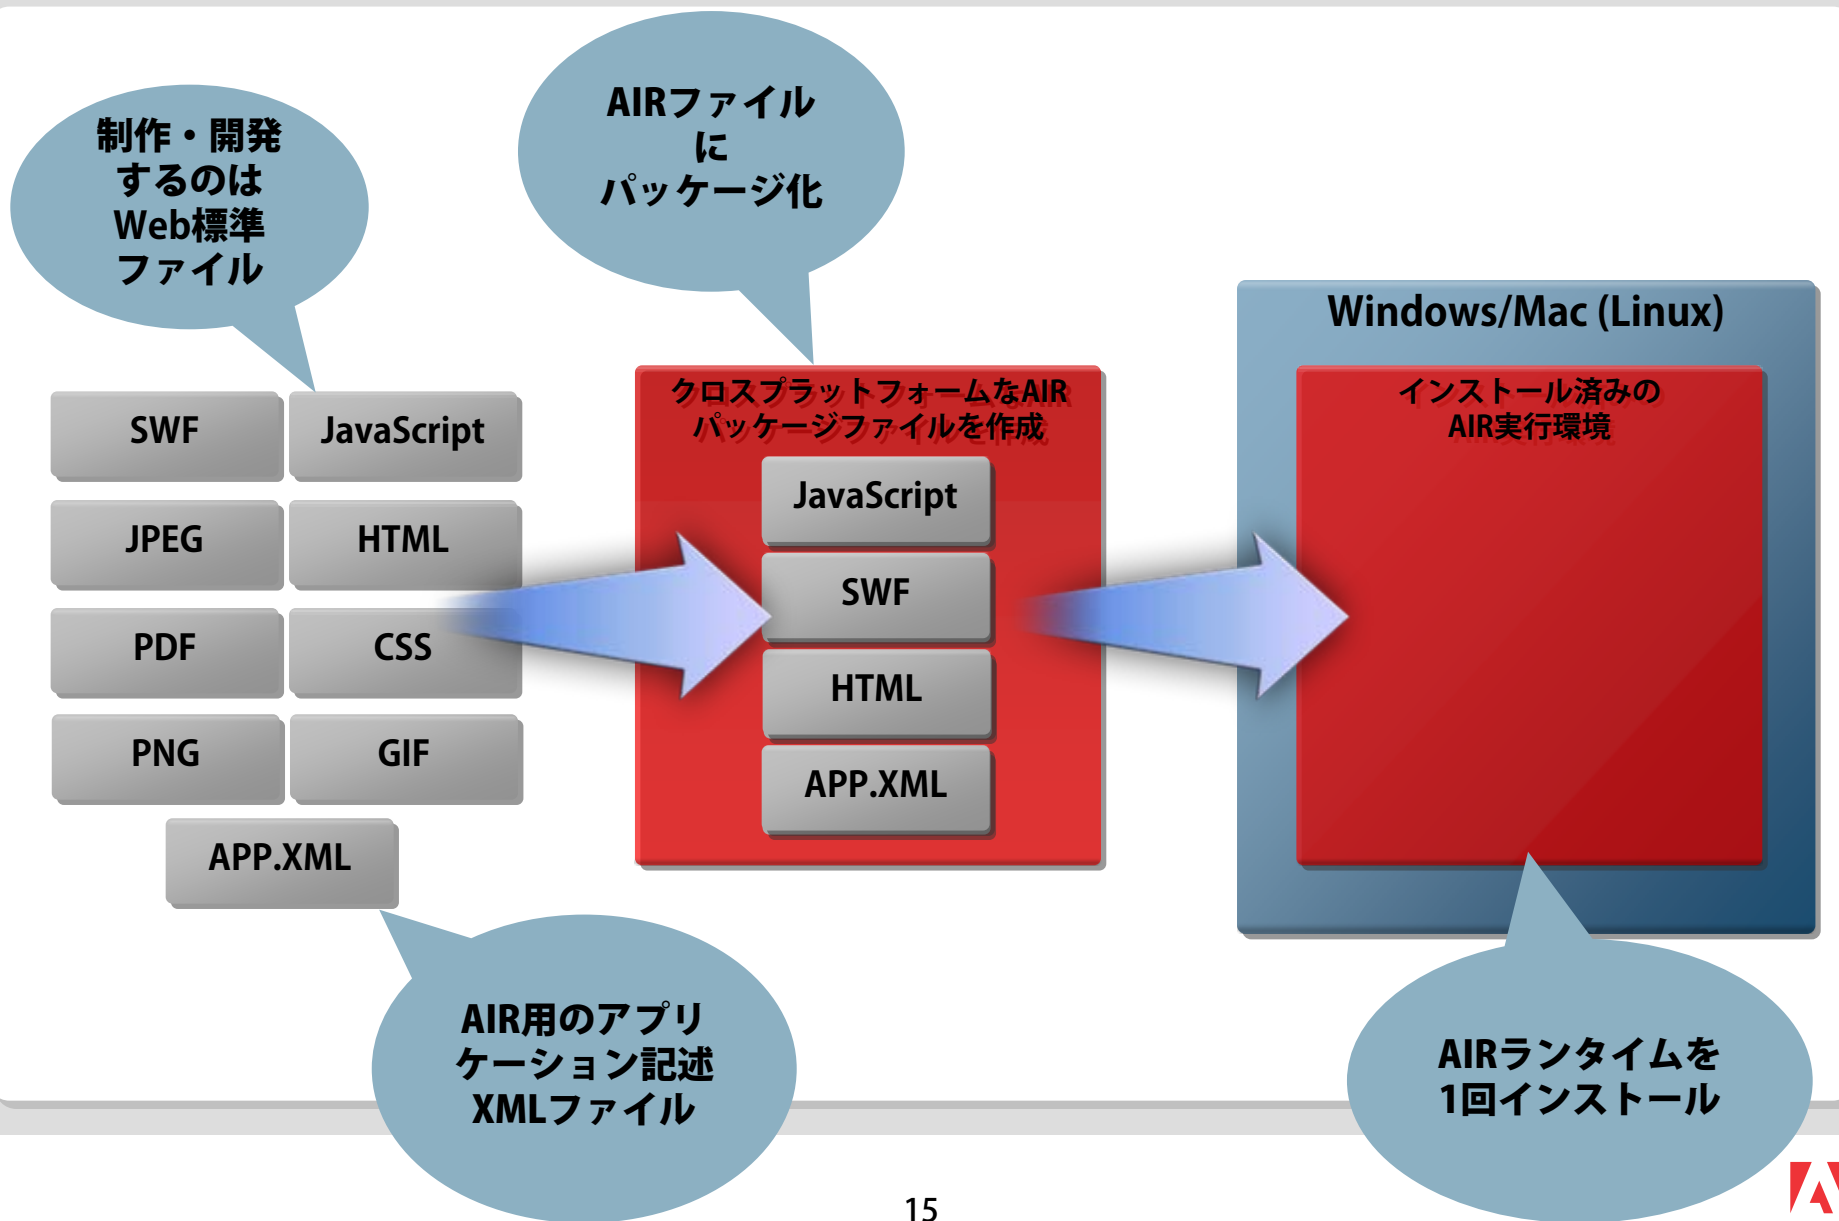 制作・開発
するのは
Web標準
ファイル
AIRファイル
に
パッケージ化
SWF
JavaScript
JPEG
HTML
PDF
CSS
PNG
GIF
APP.XML
AIR用のアプリ
ケーション記述
XMLファイル
クロスプラットフォームなAIR
パッケージファイルを作成
JavaScript
SWF
HTML
APP.XML
Windows/Mac (Linux)
インストール済みの
AIR実行環境
AIRランタイムを
1回インストール
15